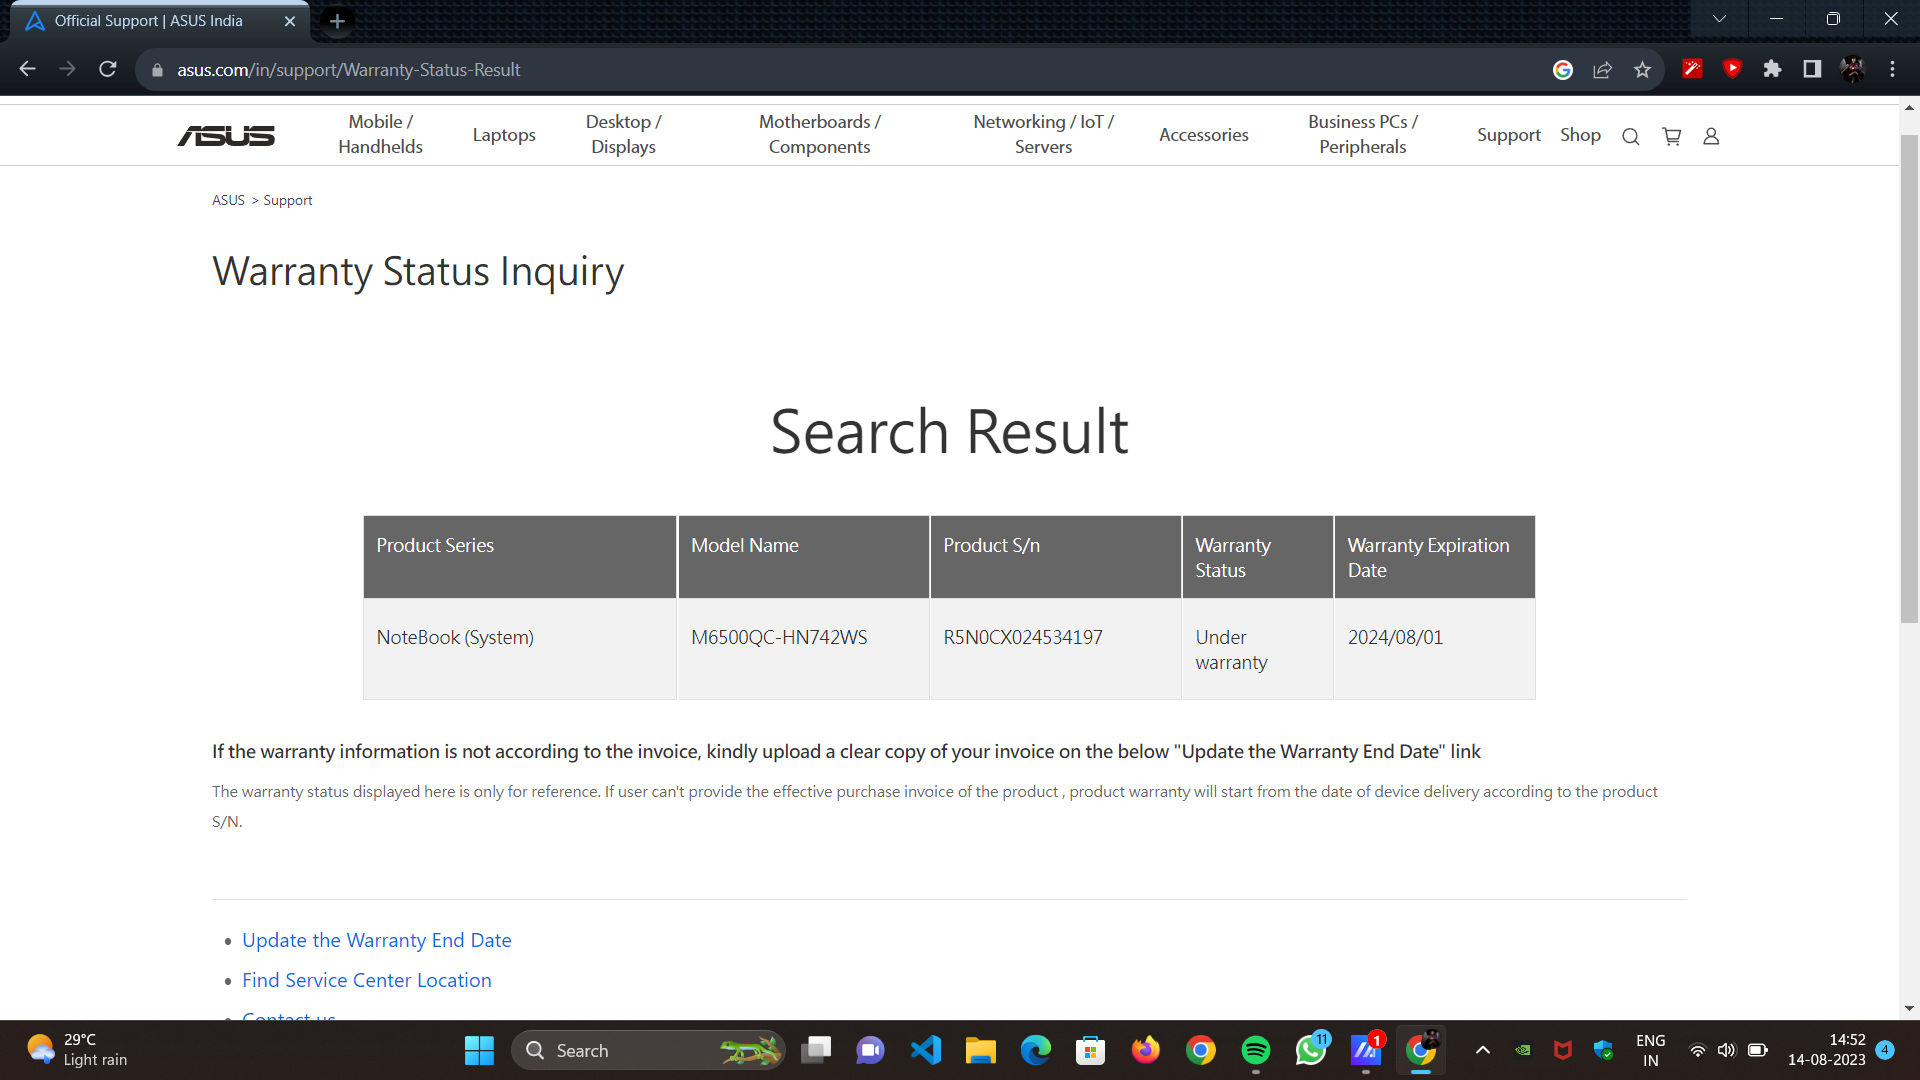 Official Support | ASUS India
asus.com/in/support/Warranty-Status-Result
ASUS
Mobile /
Handhelds
Laptops
Desktop /
Displays
Motherboards /
Components
Networking / IoT /
Servers
Accessories
Business PCs /
Peripherals
Support
Shop
ASUS > Support
Warranty Status Inquiry
Search Result
Product Series
Model Name
Product S/n
Warranty
Status
Warranty Expiration
Date
NoteBook (System)
M6500QC-HN742WS
R5N0CX024534197
Under
warranty
2024/08/01
If the warranty information is not according to the invoice, kindly upload a clear copy of your invoice on the below "Update the Warranty End Date" link
The warranty status displayed here is only for reference. If user can't provide the effective purchase invoice of the product , product warranty will start from the date of device delivery according to the product
S/N.
• Update the Warranty End Date
• Find Service Center Location
• Contact us
29°C
Light rain
Search
11
1
ENG
IN
14:52
14-08-2023
4